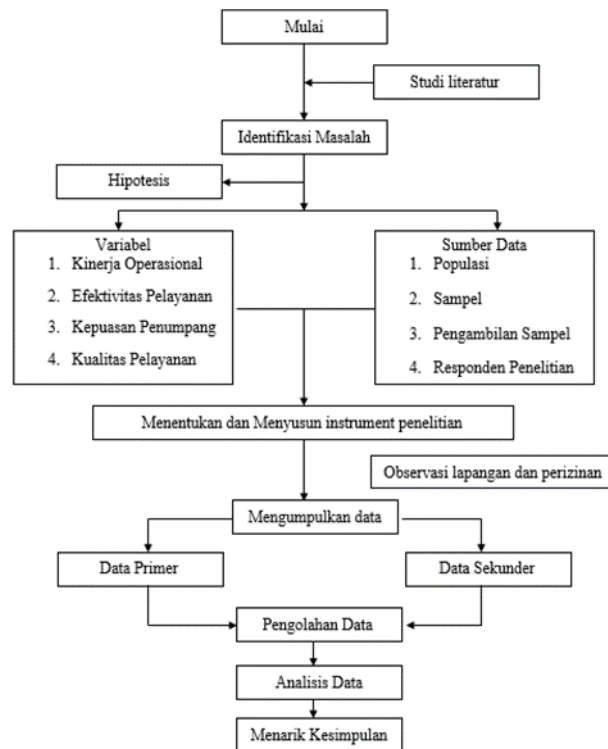 Mulai
Studi literatur
Identifikasi Masalah
Hipotesis
Variabel
1. Kinerja Operasional
2. Efektivitas Pelayanan
3. Kepuasan Penumpang
4. Kualitas Pelayanan
Sumber Data
1. Populasi
2. Sampel
3. Pengambilan Sampel
4. Responden Penelitian
Menentukan dan Menyusun instrument penelitian
Observasi lapangan dan perizinan
Mengumpulkan data
Data Primer
Data Sekunder
Pengolahan Data
Analisis Data
Menarik Kesimpulan